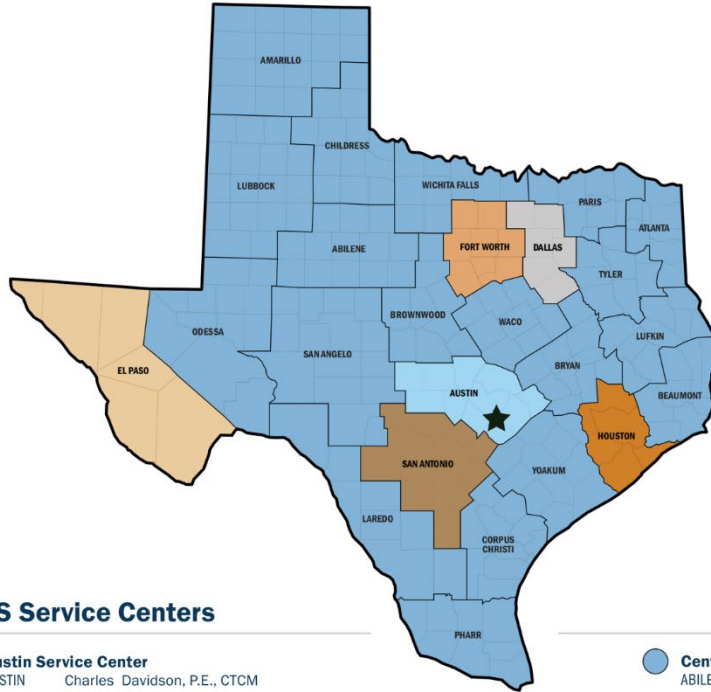 AMARILLO
CHILDRESS
LUBBOCK
WICHITA FALLS
PARIS
ATLANTA
FORT WORTH
DALLAS
ABILENE
TYLER
BROWNWOOD
WACO
ODESSA
LUFKIN
SAN ANGELO
BRYAN
EL PASO
AUSTIN
BEAUMONT
HOUSTON
SAN ANTONIO
YOAKUM
LAREDO
CORPUS
CHRISTI
PHARR
S Service Centers
ustin Service Center
STIN Charles Davidson, P.E., CTCM
Cent
ABILE